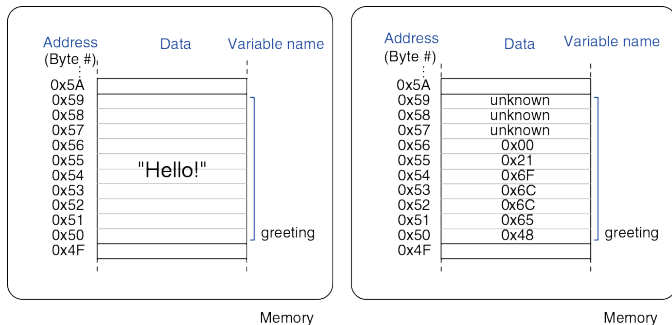 Address
(Byte #)
Data
Variable name
0x5A
0x59
0x58
0x57
0x56
0x55
0x54
0x53
0x52
0x51
0x50
0x4F
"Hello!"
greeting
Memory
Address
(Byte #)
Data
Variable name
0x5A
0x59 unknown
0x58 unknown
0x57 unknown
0x56 0x00
0x55 0x21
0x54 0x6F
0x53 0x6C
0x52 0x6C
0x51 0x65
0x50 0x48
0x4F
greeting
Memory